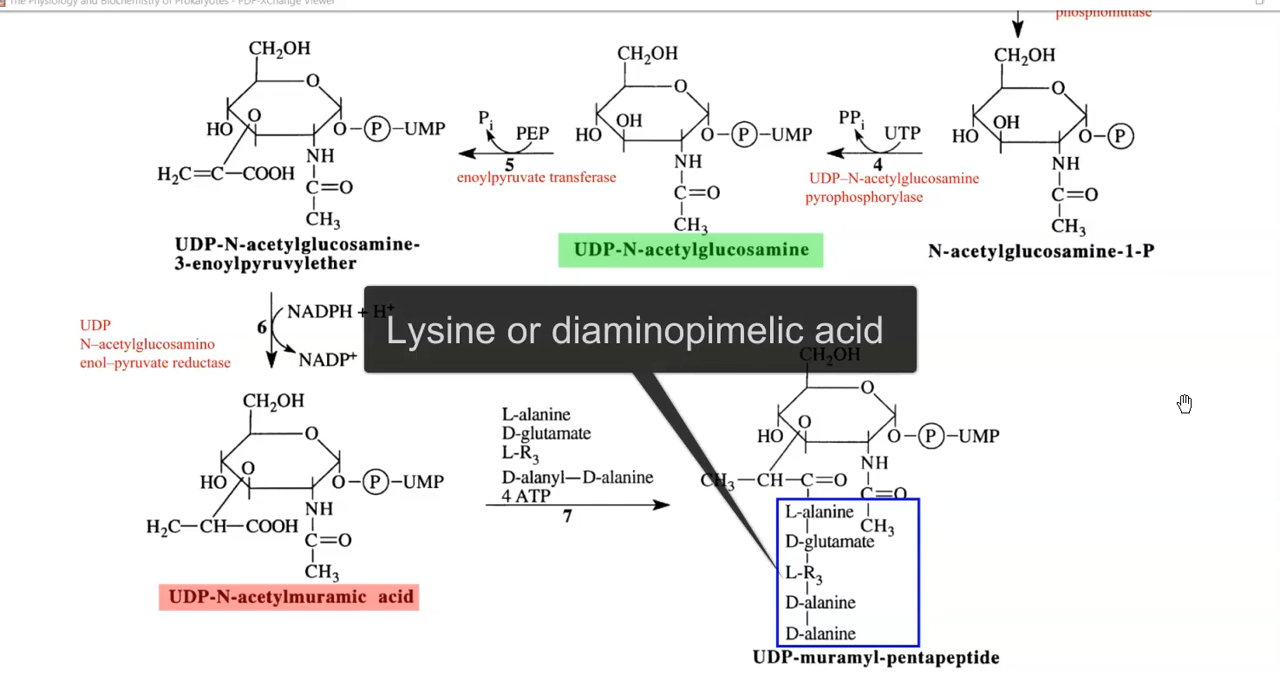 The Physiology and Biochemistry of Prokaryotes - PDF-XChange Viewer
phosphomutase
CH₂OH
O
HO
O
O–P–UMP
H₂C=C–COOH
NH
C=O
CH₃
UDP-N-acetylglucosamine-
3-enoylpyruvylether
Pi
PEP
5
enoylpyruvate transferase
CH₂OH
O
OH
HO
O–P–UMP
NH
C=O
CH₃
UDP-N-acetylglucosamine
PPi
UTP
4
UDP–N-acetylglucosamine
pyrophosphorylase
CH₂OH
O
OH
HO
O–P
NH
C=O
CH₃
N-acetylglucosamine-1-P
UDP
N–acetylglucosamino
enol–pyruvate reductase
6
NADPH + H⁺
NADP⁺
Lysine or diaminopimelic acid
CH₂OH
O
O
HO
O–P–UMP
H₂C–CH–COOH
NH
C=O
CH₃
UDP-N-acetylmuramic acid
L-alanine
D-glutamate
L-R₃
D-alanyl–D-alanine
4 ATP
7
CH₂OH
O
O
HO
O–P–UMP
NH
CH₃–CH–C=O
C=O
CH₃
L-alanine
D-glutamate
L-R₃
D-alanine
D-alanine
UDP-muramyl-pentapeptide